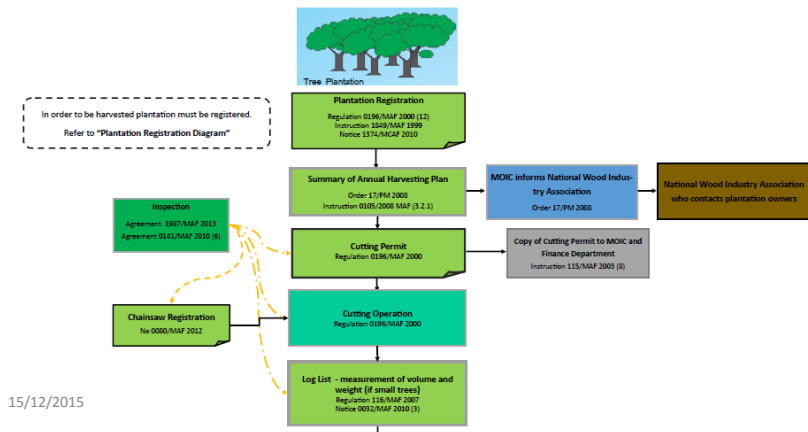 Tree Plantation
In order to be harvested plantation must be registered.
Refer to "Plantation Registration Diagram"
Plantation Registration
Regulation 0196/MAF 2000 (12)
Instruction 1849/MAF 1999
Notice 1374/MCAF 2010
Summary of Annual Harvesting Plan
Order 17/PM 2008
Instruction 0105/2008 MAF (3.2.1)
MOIC informs National Wood Indus-
try Association
Order 17/PM 2008
National Wood Industry Association
who contacts plantation owners
Inspection
Agreement 1987/MAF 2013
Agreement 0141/MAF 2010 (6)
Cutting Permit
Regulation 0196/MAF 2000
Copy of Cutting Permit to MOIC and
Finance Department
Instruction 115/MAF 2003 (8)
Chainsaw Registration
No 0080/MAF 2012
Cutting Operation
Regulation 0196/MAF 2000
Log List - measurement of volume and
weight (if small trees)
Regulation 116/MAF 2007
Notice 0032/MAF 2010 (3)
15/12/2015